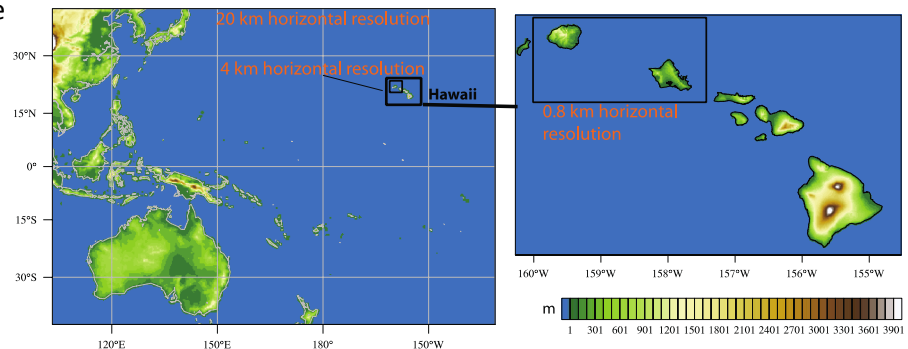 e
20 km horizontal resolution
4 km horizontal resolution
Hawaii
30°N
15°N
0°
15°S
30°S
120°E 150°E 180° 150°W
0.8 km horizontal
resolution
160°W 159°W 158°W 157°W 156°W 155°W
m
1 301 601 901 1201 1501 1801 2101 2401 2701 3001 3301 3601 3901